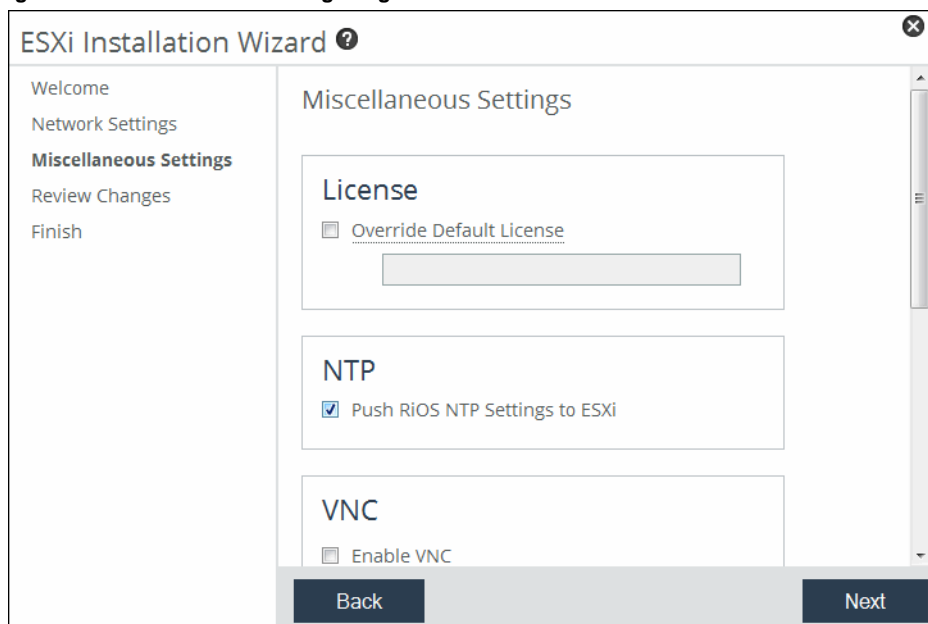 ESXi Installation Wizard ?
Welcome
Network Settings
Miscellaneous Settings
Review Changes
Finish
Miscellaneous Settings
License
Override Default License
NTP
Push RiOS NTP Settings to ESXi
VNC
Enable VNC
Back
Next